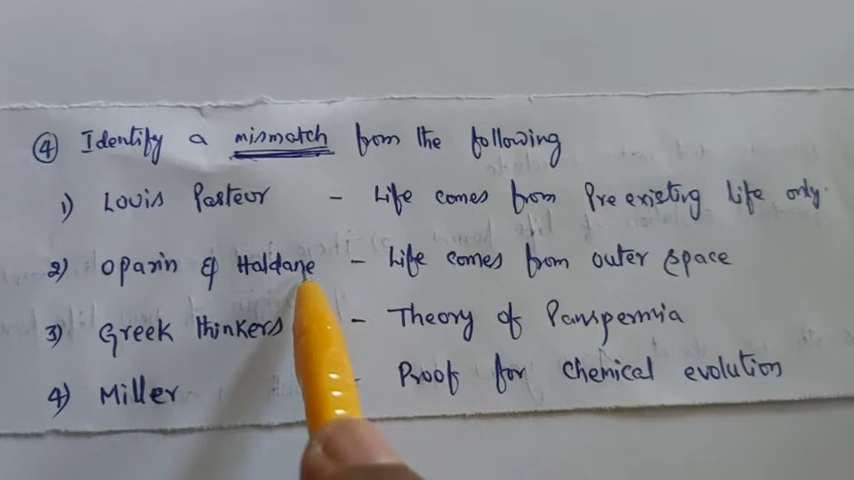 ④ Identify a mismatch from the following
1) Louis Pasteur - Life comes from Pre existing life only.
2) Oparin & Haldane - Life comes from outer space
3) Greek thinkers - Theory of Panspermia
4) Miller - Proof for chemical evolution